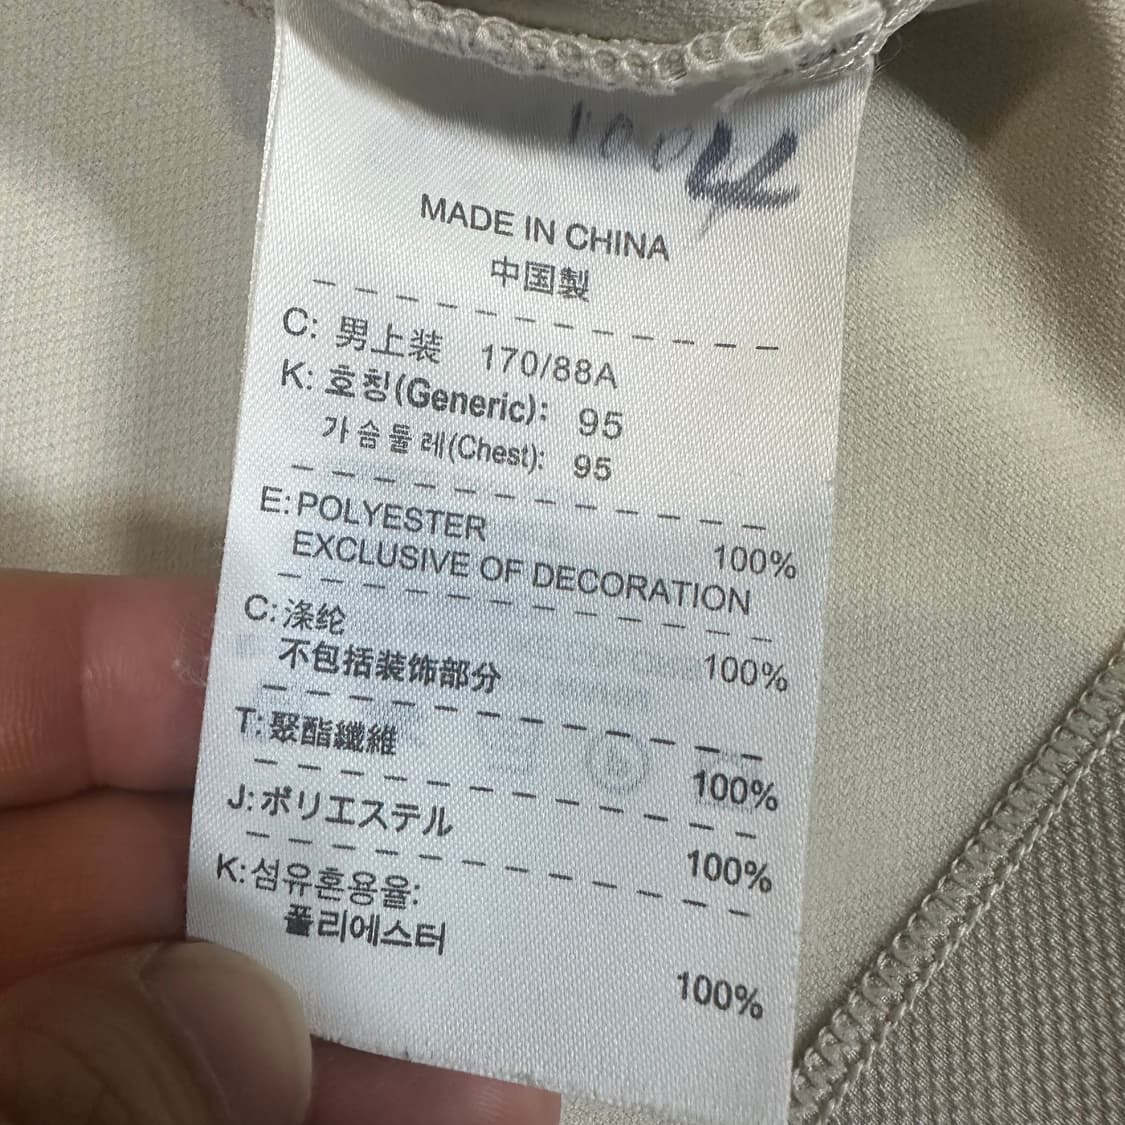 MADE IN CHINA
中国製
C: 男上装 170/88A
K: 호칭(Generic): 95
가슴둘레(Chest): 95
E: POLYESTER 100%
EXCLUSIVE OF DECORATION
C: 涤纶 100%
不包括装饰部分
T: 聚酯纖維 100%
J: ポリエステル 100%
K: 섬유혼용율:
폴리에스터 100%